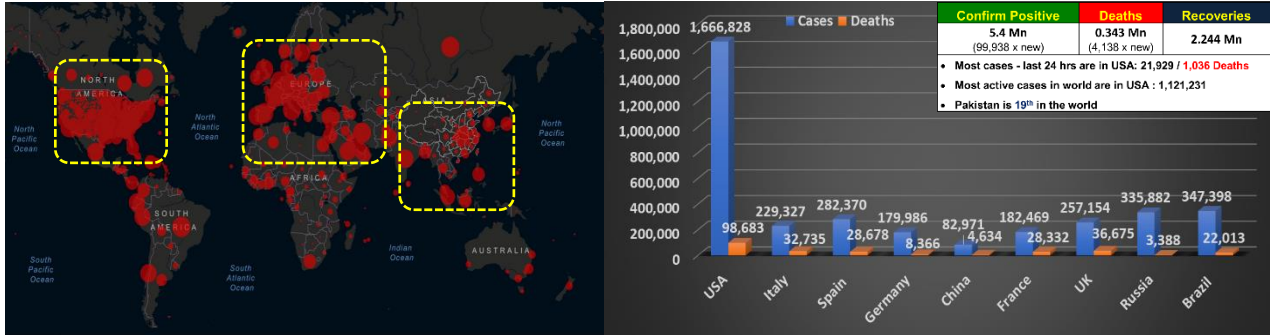 NORTH
AMERICA
EUROPE
ASIA
North
Pacific
Ocean
North
Atlantic
Ocean
North
Pacific
Ocean
AFRICA
SOUTH
AMERICA
Indian
Ocean
AUSTRALIA
South
Pacific
Ocean
South
Atlantic
Ocean
Cases Deaths
1,800,000
1,600,000
1,400,000
1,200,000
1,000,000
800,000
600,000
400,000
200,000
0
1,666,828
98,683
229,327
32,735
282,370
28,678
179,986
8,366
82,971
4,634
182,469
28,332
257,154
36,675
335,882
3,388
347,398
22,013
USA
Italy
Spain
Germany
China
France
UK
Russia
Brazil
Confirm Positive Deaths Recoveries
5.4 Mn 0.343 Mn 2.244 Mn
(99,938 x new) (4,138 x new)
• Most cases - last 24 hrs are in USA: 21,929 / 1,036 Deaths
• Most active cases in world are in USA : 1,121,231
• Pakistan is 19th in the world